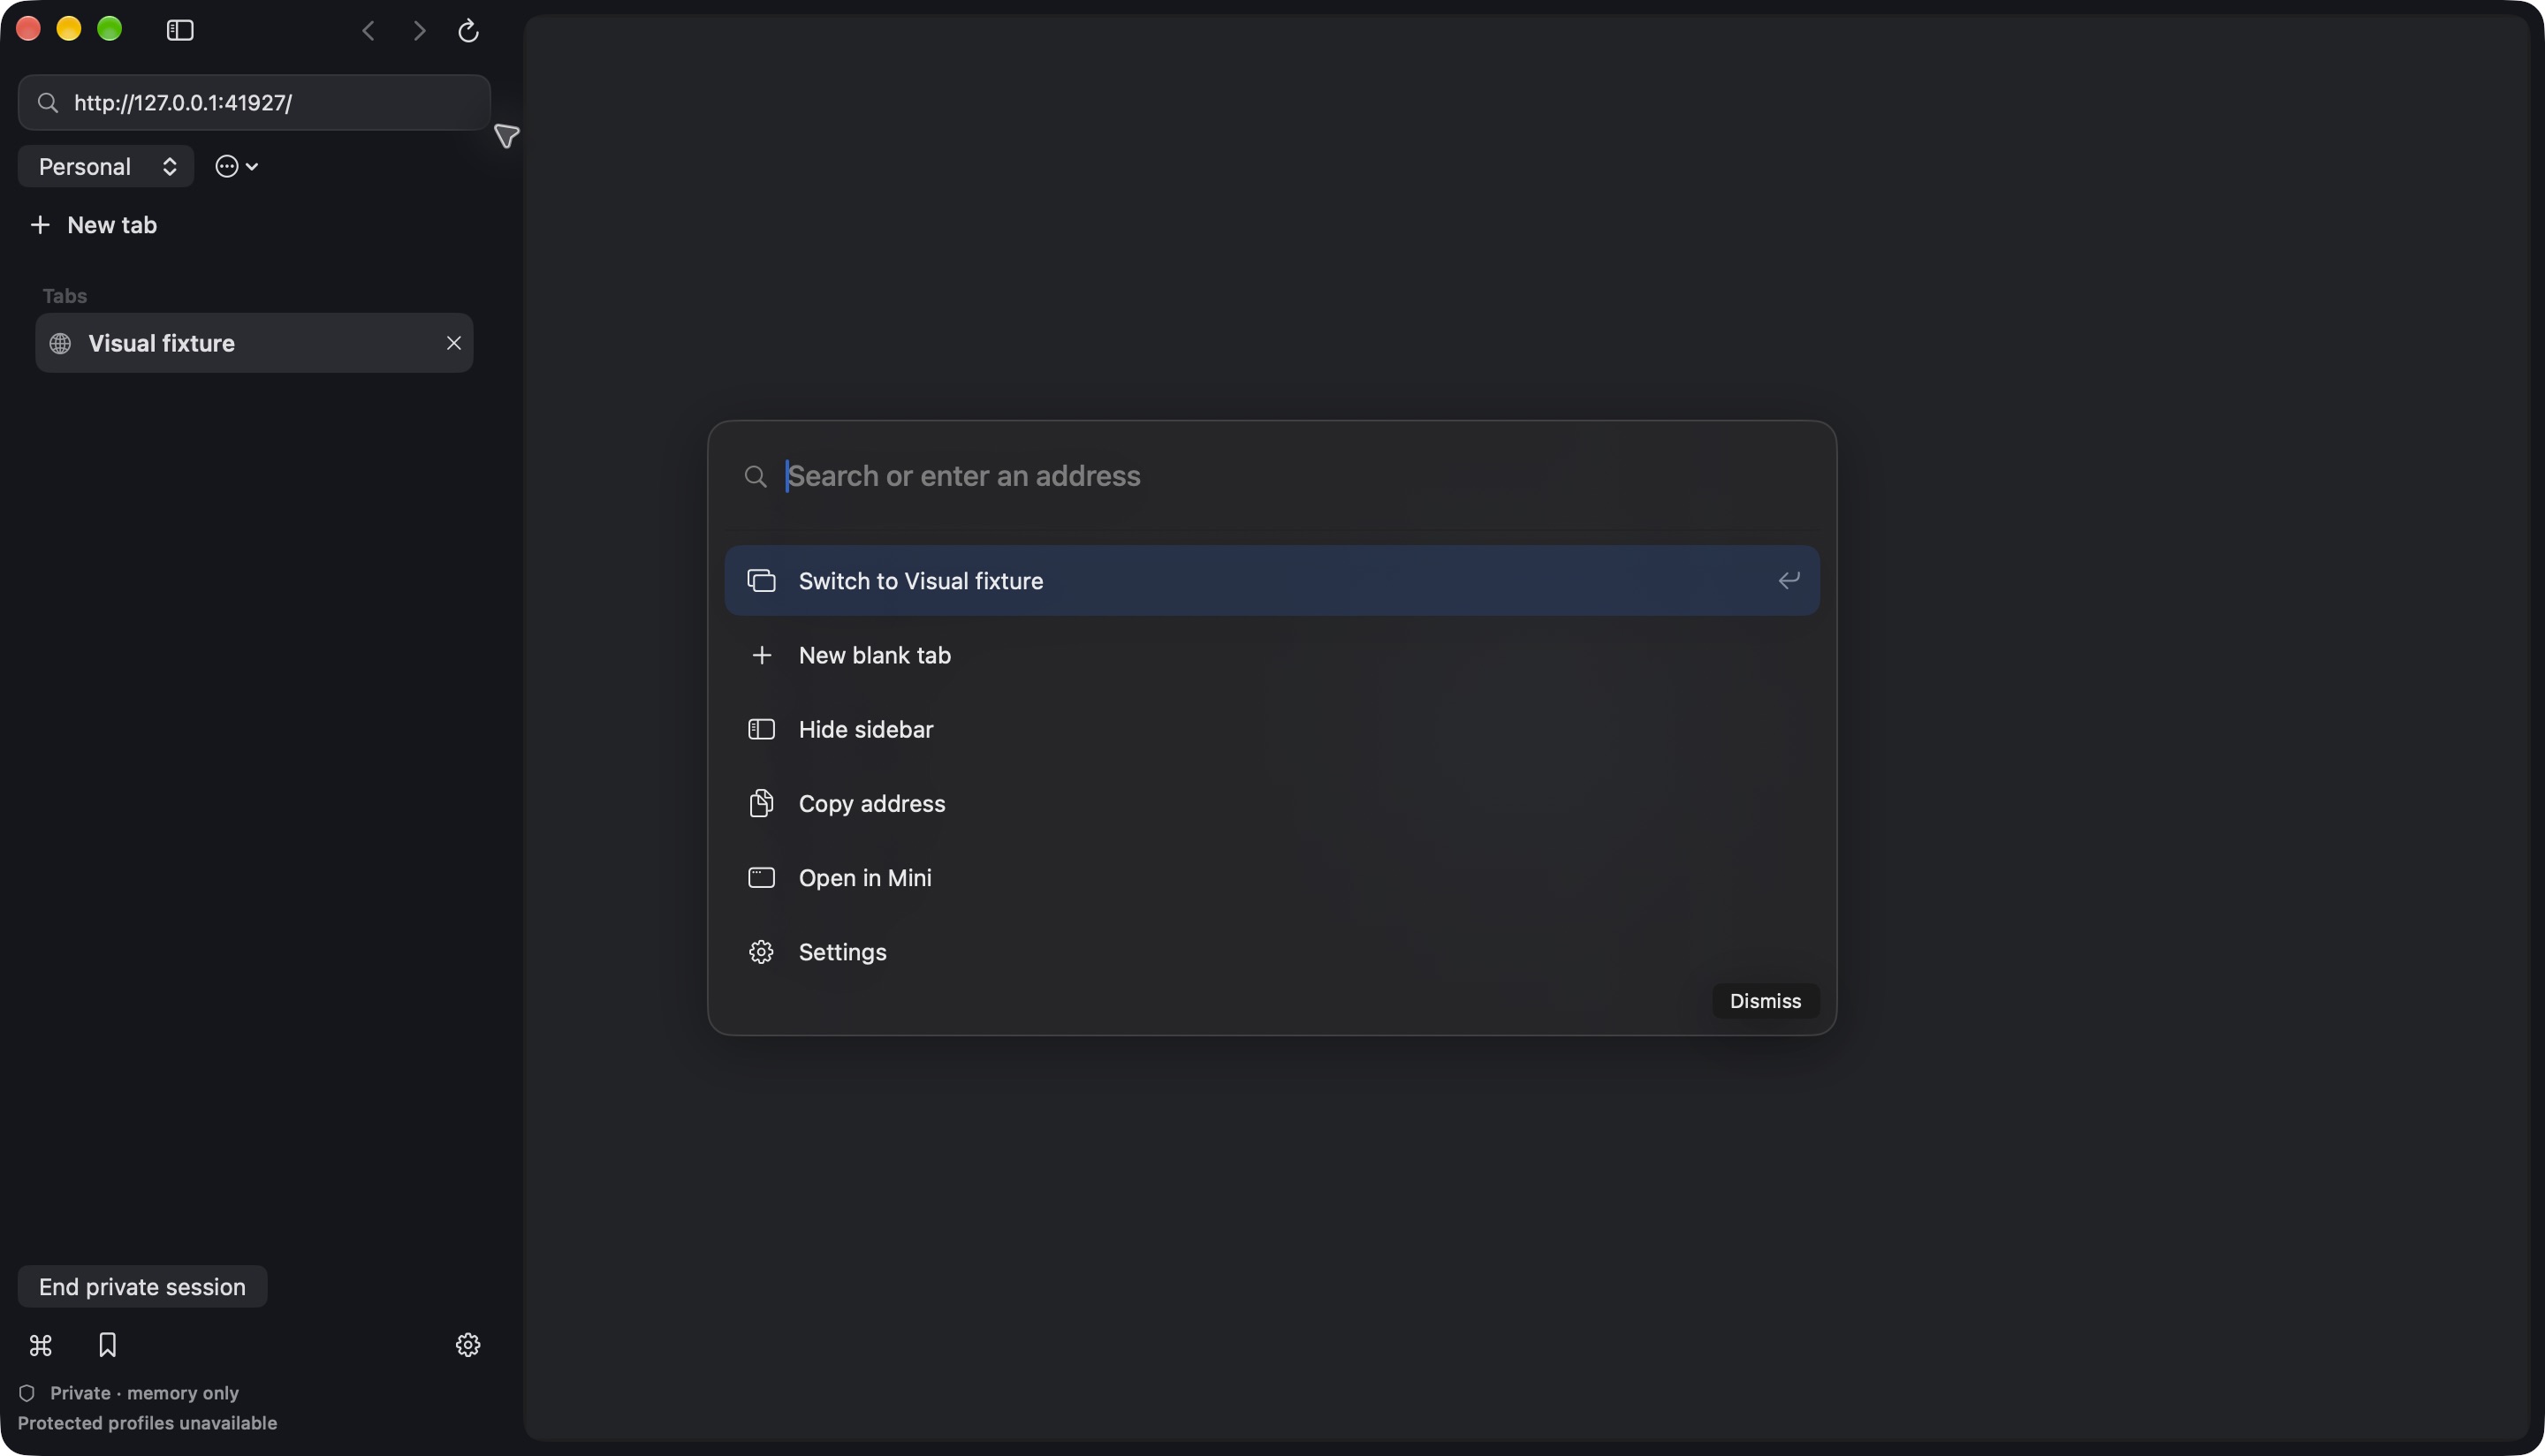 http://127.0.0.1:41927/
Personal
New tab
Tabs
Visual fixture
Search or enter an address
Switch to Visual fixture
New blank tab
Hide sidebar
Copy address
Open in Mini
Settings
Dismiss
End private session
Private · memory only
Protected profiles unavailable